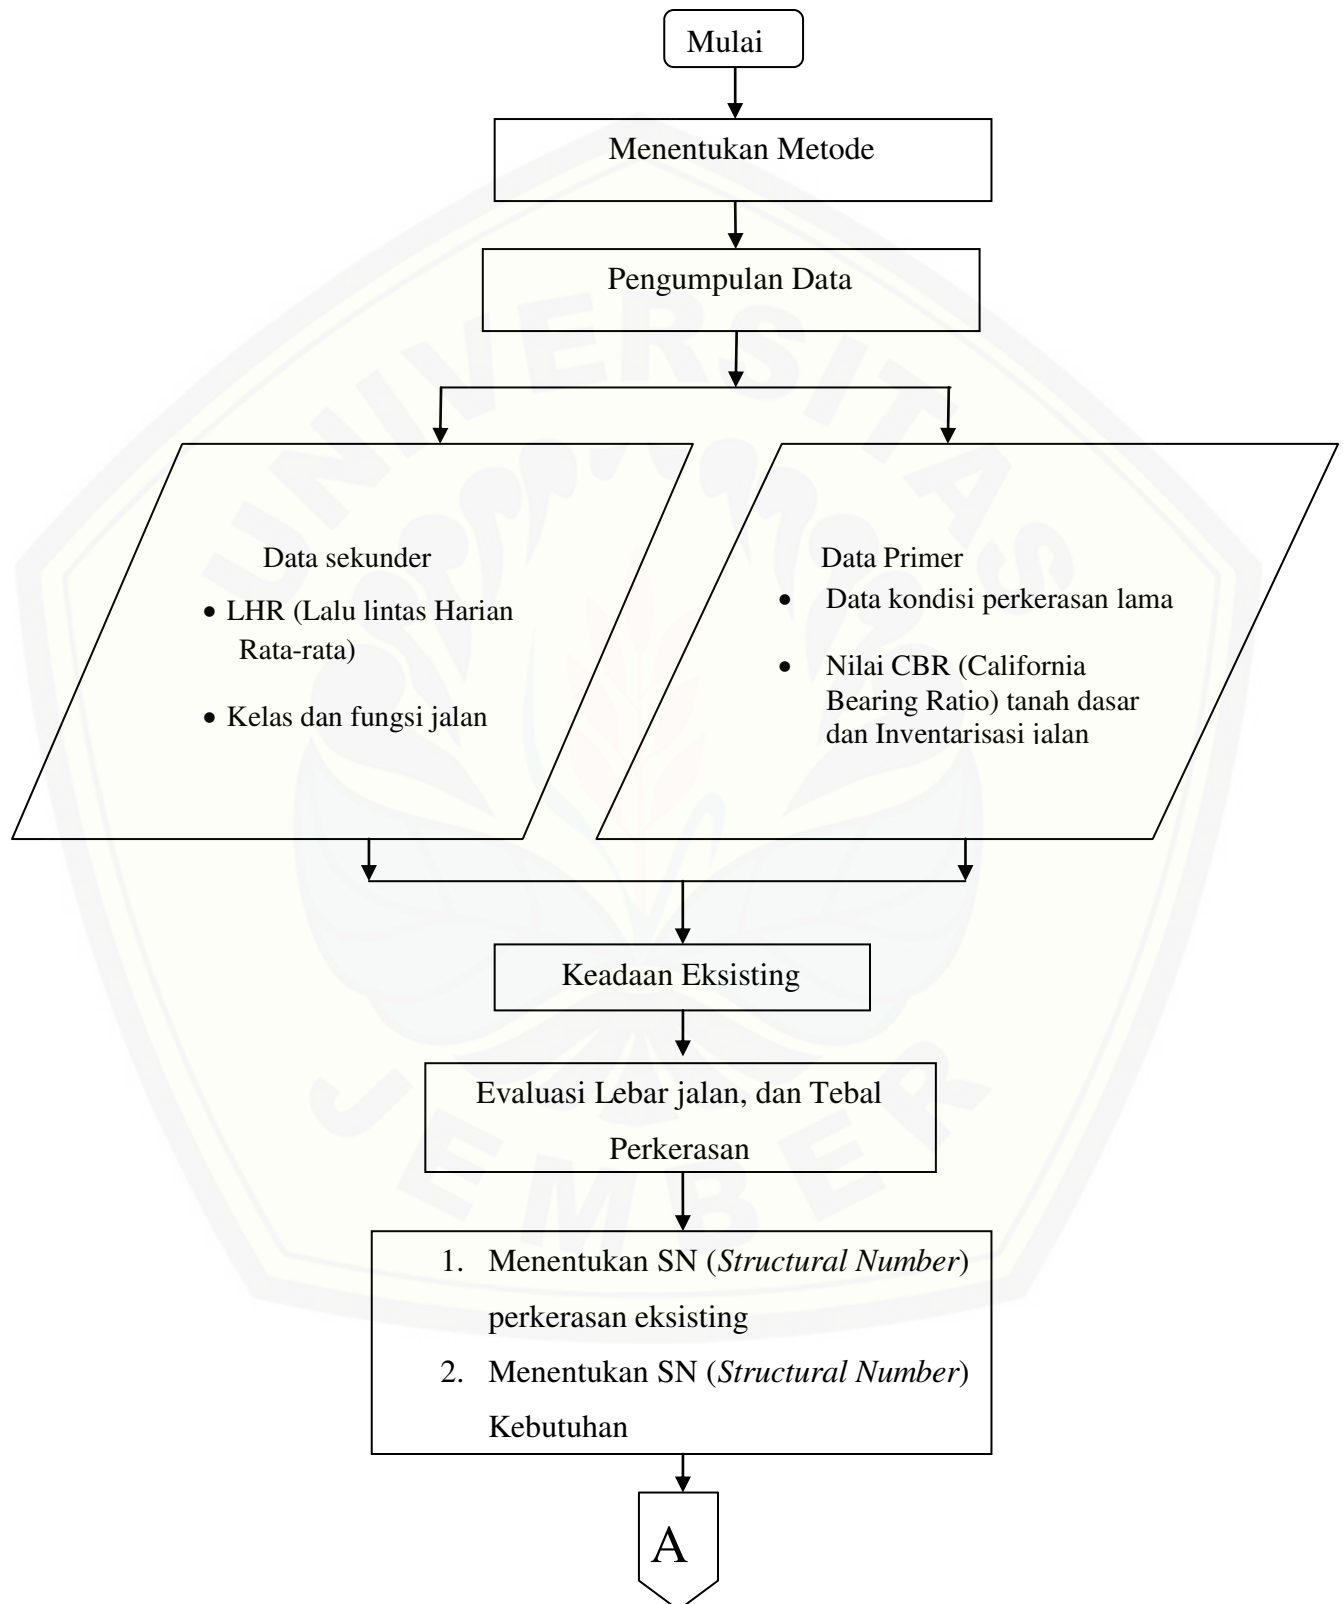 Mulai
Menentukan Metode
Pengumpulan Data
Data sekunder
• LHR (Lalu lintas Harian
Rata-rata)
• Kelas dan fungsi jalan
Data Primer
• Data kondisi perkerasan lama
• Nilai CBR (California
Bearing Ratio) tanah dasar
dan Inventarisasi jalan
Keadaan Eksisting
Evaluasi Lebar jalan, dan Tebal
Perkerasan
1. Menentukan SN (Structural Number)
perkerasan eksisting
2. Menentukan SN (Structural Number)
Kebutuhan
A
UNIVERSITAS
JEMBER